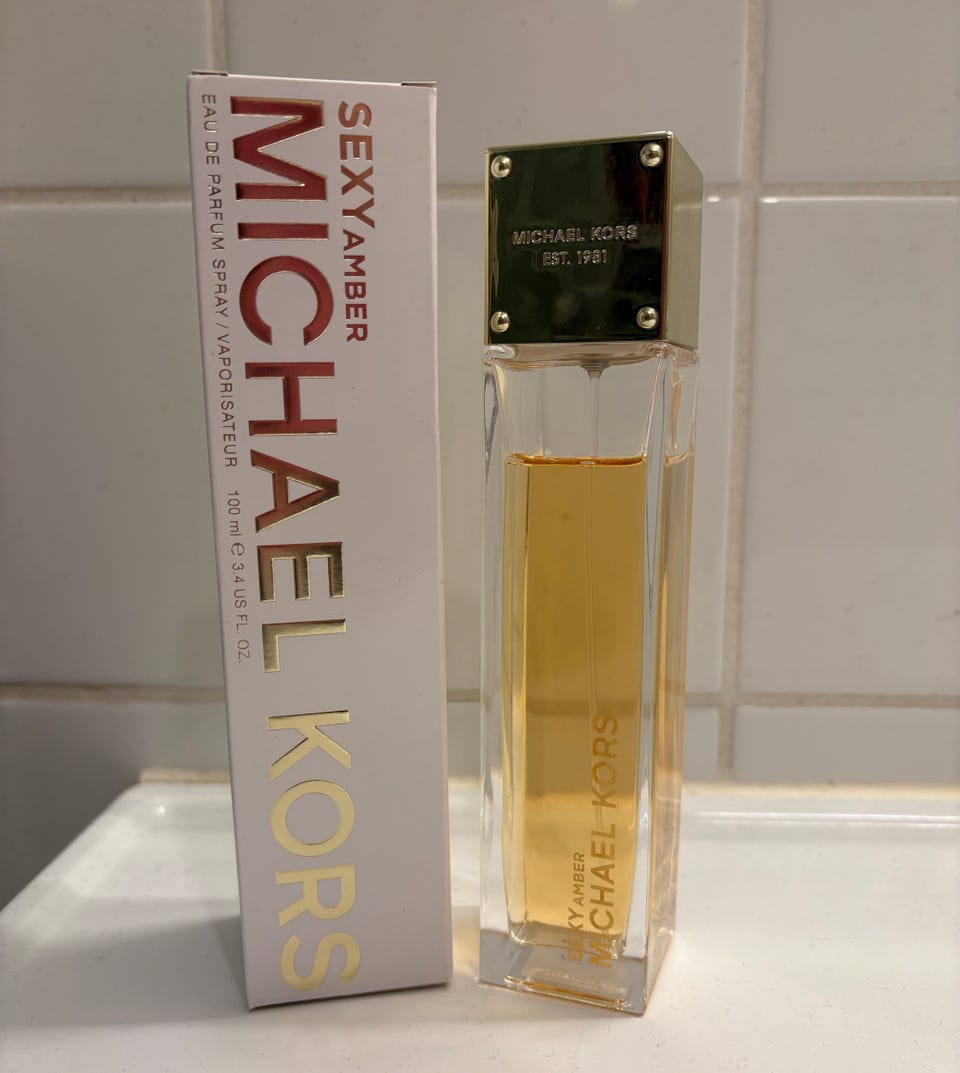 SEXY AMBER
MICHAEL KORS
EAU DE PARFUM SPRAY / VAPORISATEUR 100 ml ℮ 3.4 US FL. OZ.
MICHAEL KORS
EST. 1981
SEXY AMBER
MICHAEL KORS